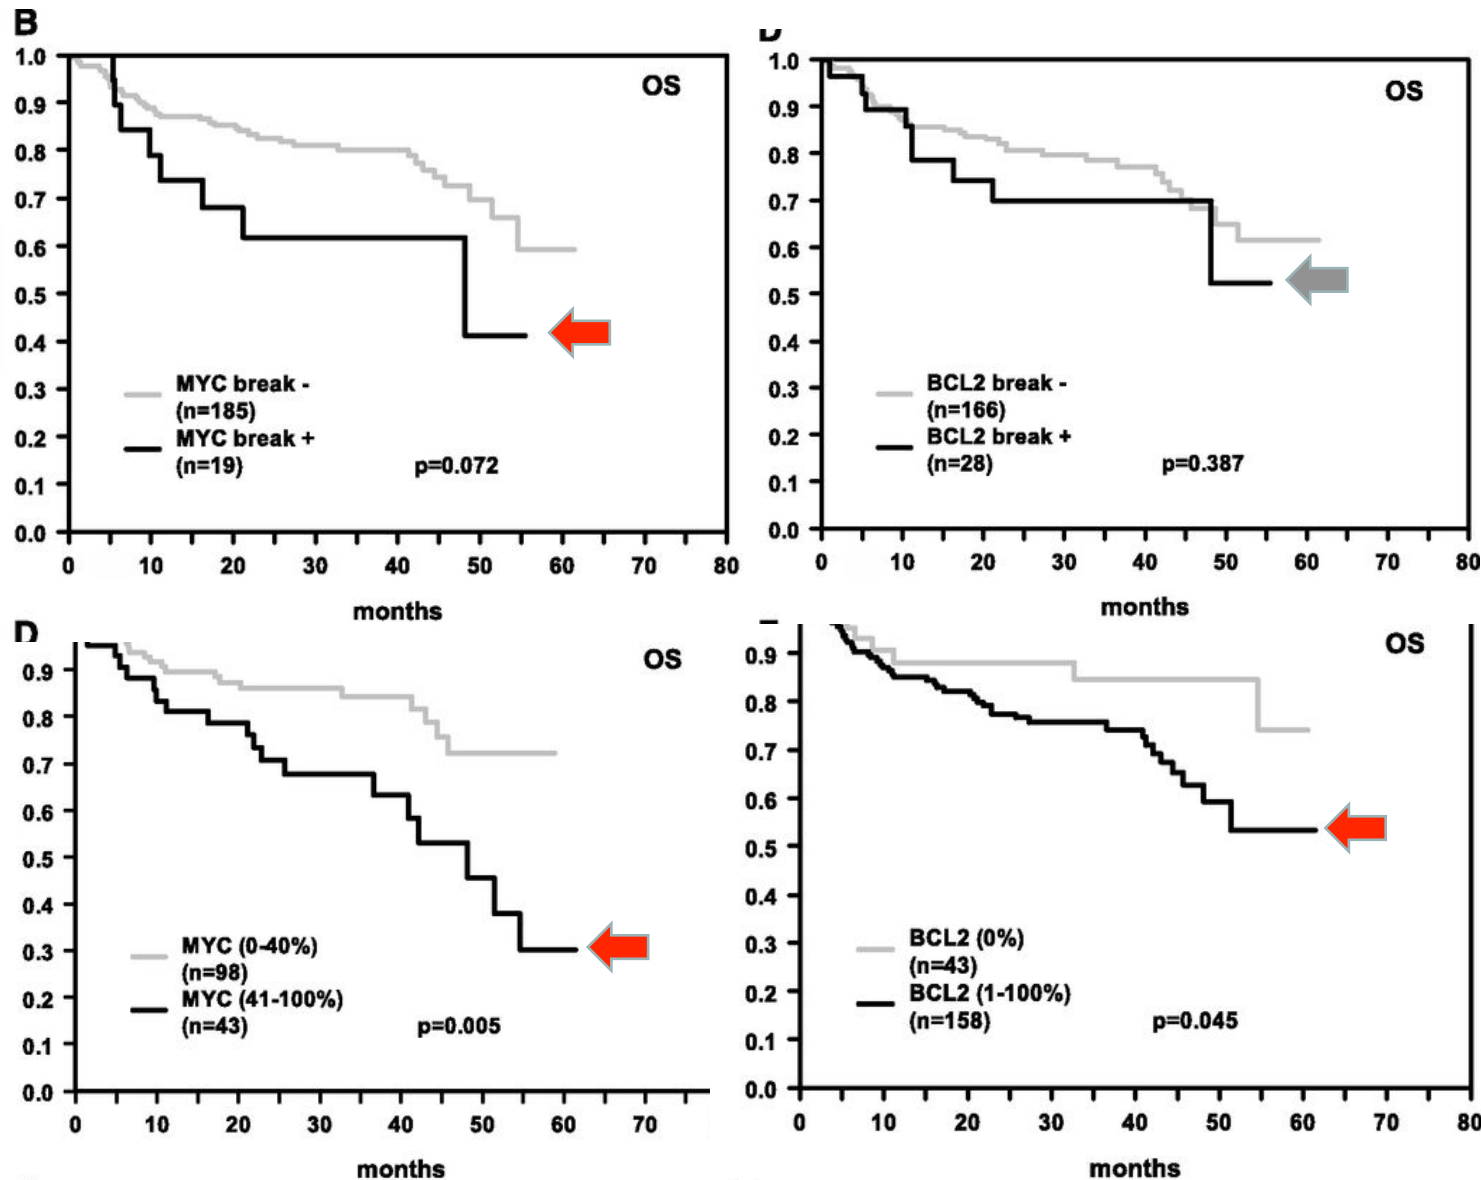 B
OS
1.0
0.9
0.8
0.7
0.6
0.5
0.4
0.3
0.2
0.1
0.0
MYC break -
(n=185)
MYC break +
(n=19)
p=0.072
0 10 20 30 40 50 60 70 80
months
D
OS
1.0
0.9
0.8
0.7
0.6
0.5
0.4
0.3
0.2
0.1
0.0
BCL2 break -
(n=166)
BCL2 break +
(n=28)
p=0.387
0 10 20 30 40 50 60 70 80
months
D
OS
0.9
0.8
0.7
0.6
0.5
0.4
0.3
0.2
0.1
0.0
MYC (0-40%)
(n=98)
MYC (41-100%)
(n=43)
p=0.005
0 10 20 30 40 50 60 70
months
OS
0.9
0.8
0.7
0.6
0.5
0.4
0.3
0.2
0.1
0.0
BCL2 (0%)
(n=43)
BCL2 (1-100%)
(n=158)
p=0.045
0 10 20 30 40 50 60 70 80
months